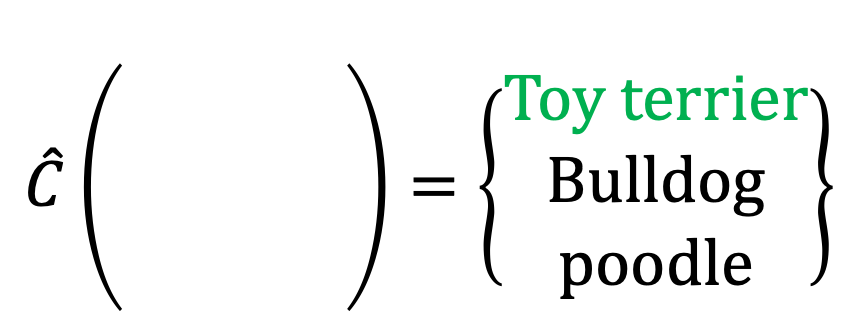 Toy terrier
Ĉ ( ) = { Bulldog }
poodle